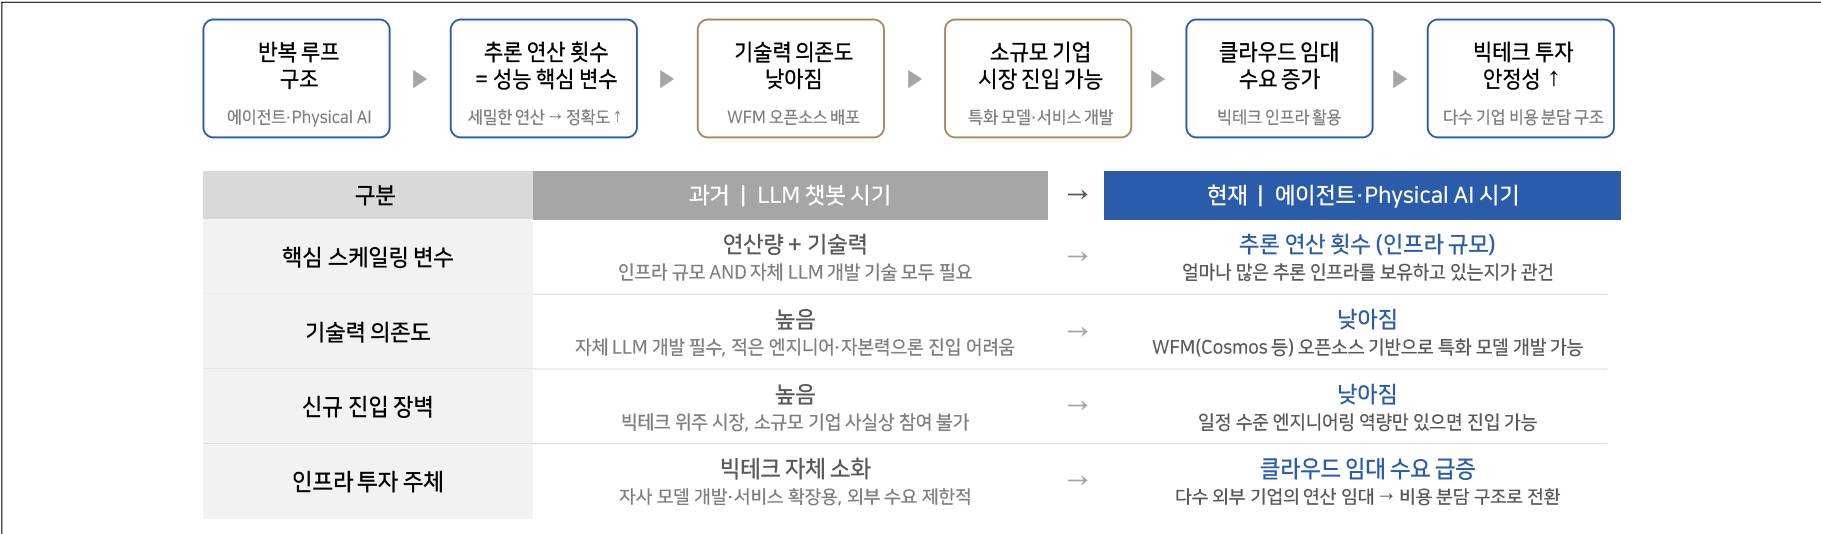 반복 루프
구조
에이전트·Physical AI
추론 연산 횟수
= 성능 핵심 변수
세밀한 연산 → 정확도 ↑
기술력 의존도
낮아짐
WFM 오픈소스 배포
소규모 기업
시장 진입 가능
특화 모델·서비스 개발
클라우드 임대
수요 증가
빅테크 인프라 활용
빅테크 투자
안정성 ↑
다수 기업 비용 분담 구조
구분
과거 | LLM 챗봇 시기
→
현재 | 에이전트·Physical AI 시기
핵심 스케일링 변수
연산량 + 기술력
인프라 규모 AND 자체 LLM 개발 기술 모두 필요
→
추론 연산 횟수 (인프라 규모)
얼마나 많은 추론 인프라를 보유하고 있는지가 관건
기술력 의존도
높음
자체 LLM 개발 필수, 적은 엔지니어·자본력으론 진입 어려움
→
낮아짐
WFM(Cosmos 등) 오픈소스 기반으로 특화 모델 개발 가능
신규 진입 장벽
높음
빅테크 위주 시장, 소규모 기업 사실상 참여 불가
→
낮아짐
일정 수준 엔지니어링 역량만 있으면 진입 가능
인프라 투자 주체
빅테크 자체 소화
자사 모델 개발·서비스 확장용, 외부 수요 제한적
→
클라우드 임대 수요 급증
다수 외부 기업의 연산 임대 → 비용 분담 구조로 전환